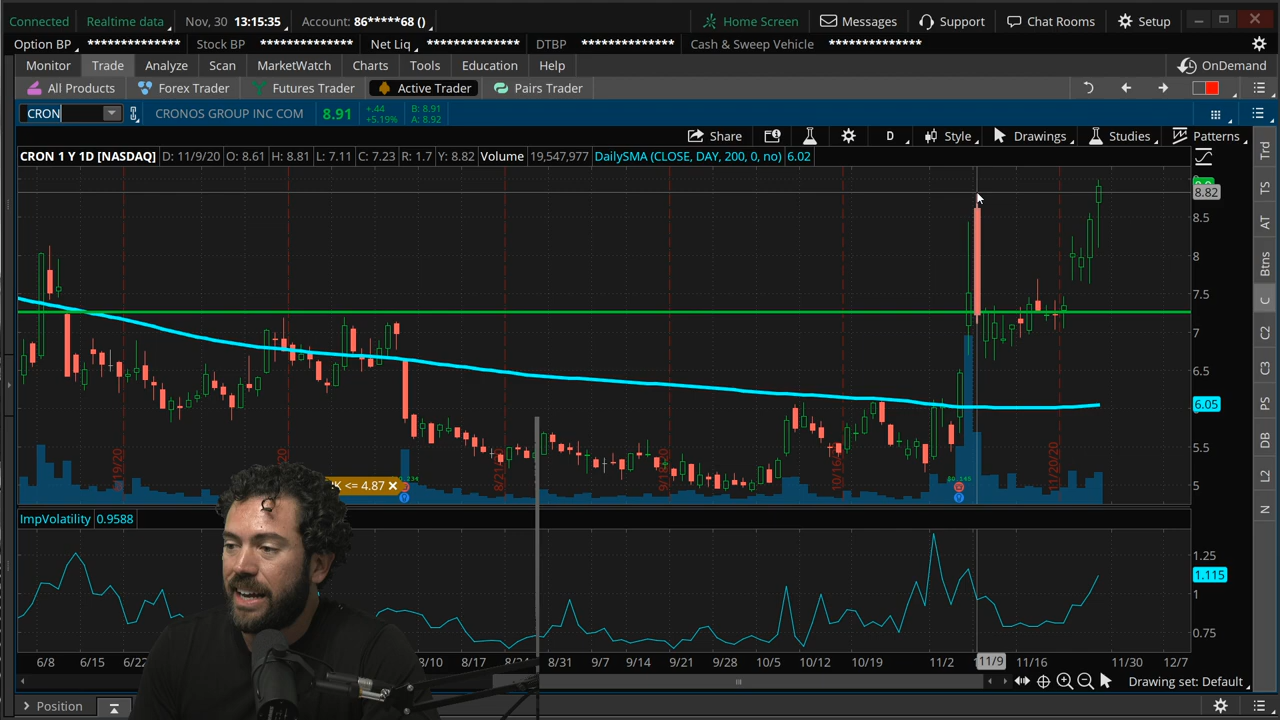 Connected Realtime data Nov, 30 13:15:35 Account: 86*****68 () Home Screen Messages Support Chat Rooms Setup
Option BP ************** Stock BP ************** Net Liq ************** DTBP ************** Cash & Sweep Vehicle **************
Monitor Trade Analyze Scan MarketWatch Charts Tools Education Help OnDemand
All Products Forex Trader Futures Trader Active Trader Pairs Trader
CRON CRONOS GROUP INC COM 8.91 +.44 B: 8.91
+5.19% A: 8.92
Share D Style Drawings Studies Patterns
CRON 1 Y 1D [NASDAQ] D: 11/9/20 O: 8.61 H: 8.81 L: 7.11 C: 7.23 R: 1.7 Y: 8.82 Volume 19,547,977 DailySMA (CLOSE, DAY, 200, 0, no) 6.02
Trd
TS
AT
Btns
C
C2
C3
PS
DB
L2
N
8.82
8.5
8
7.5
7
6.5
6.05
5.5
5
8/21/20
11/20/20
<= 4.87
ImpVolatility 0.9588
1.25
1.115
1
0.75
6/8 6/15 6/22 8/17 8/31 9/7 9/14 9/21 9/28 10/5 10/12 10/19 11/2 11/9 11/16 11/30 12/7
Drawing set: Default
Position